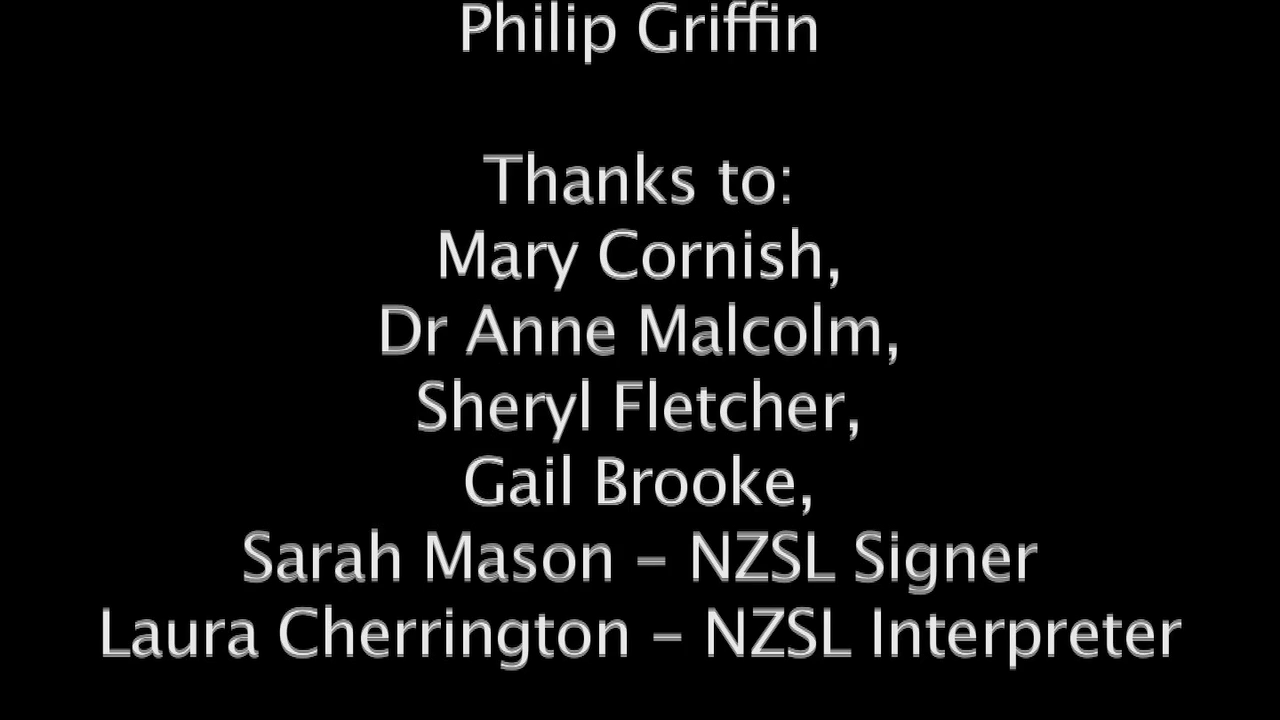 Philip Griffin
Thanks to:
Mary Cornish,
Dr Anne Malcolm,
Sheryl Fletcher,
Gail Brooke,
Sarah Mason – NZSL Signer
Laura Cherrington – NZSL Interpreter